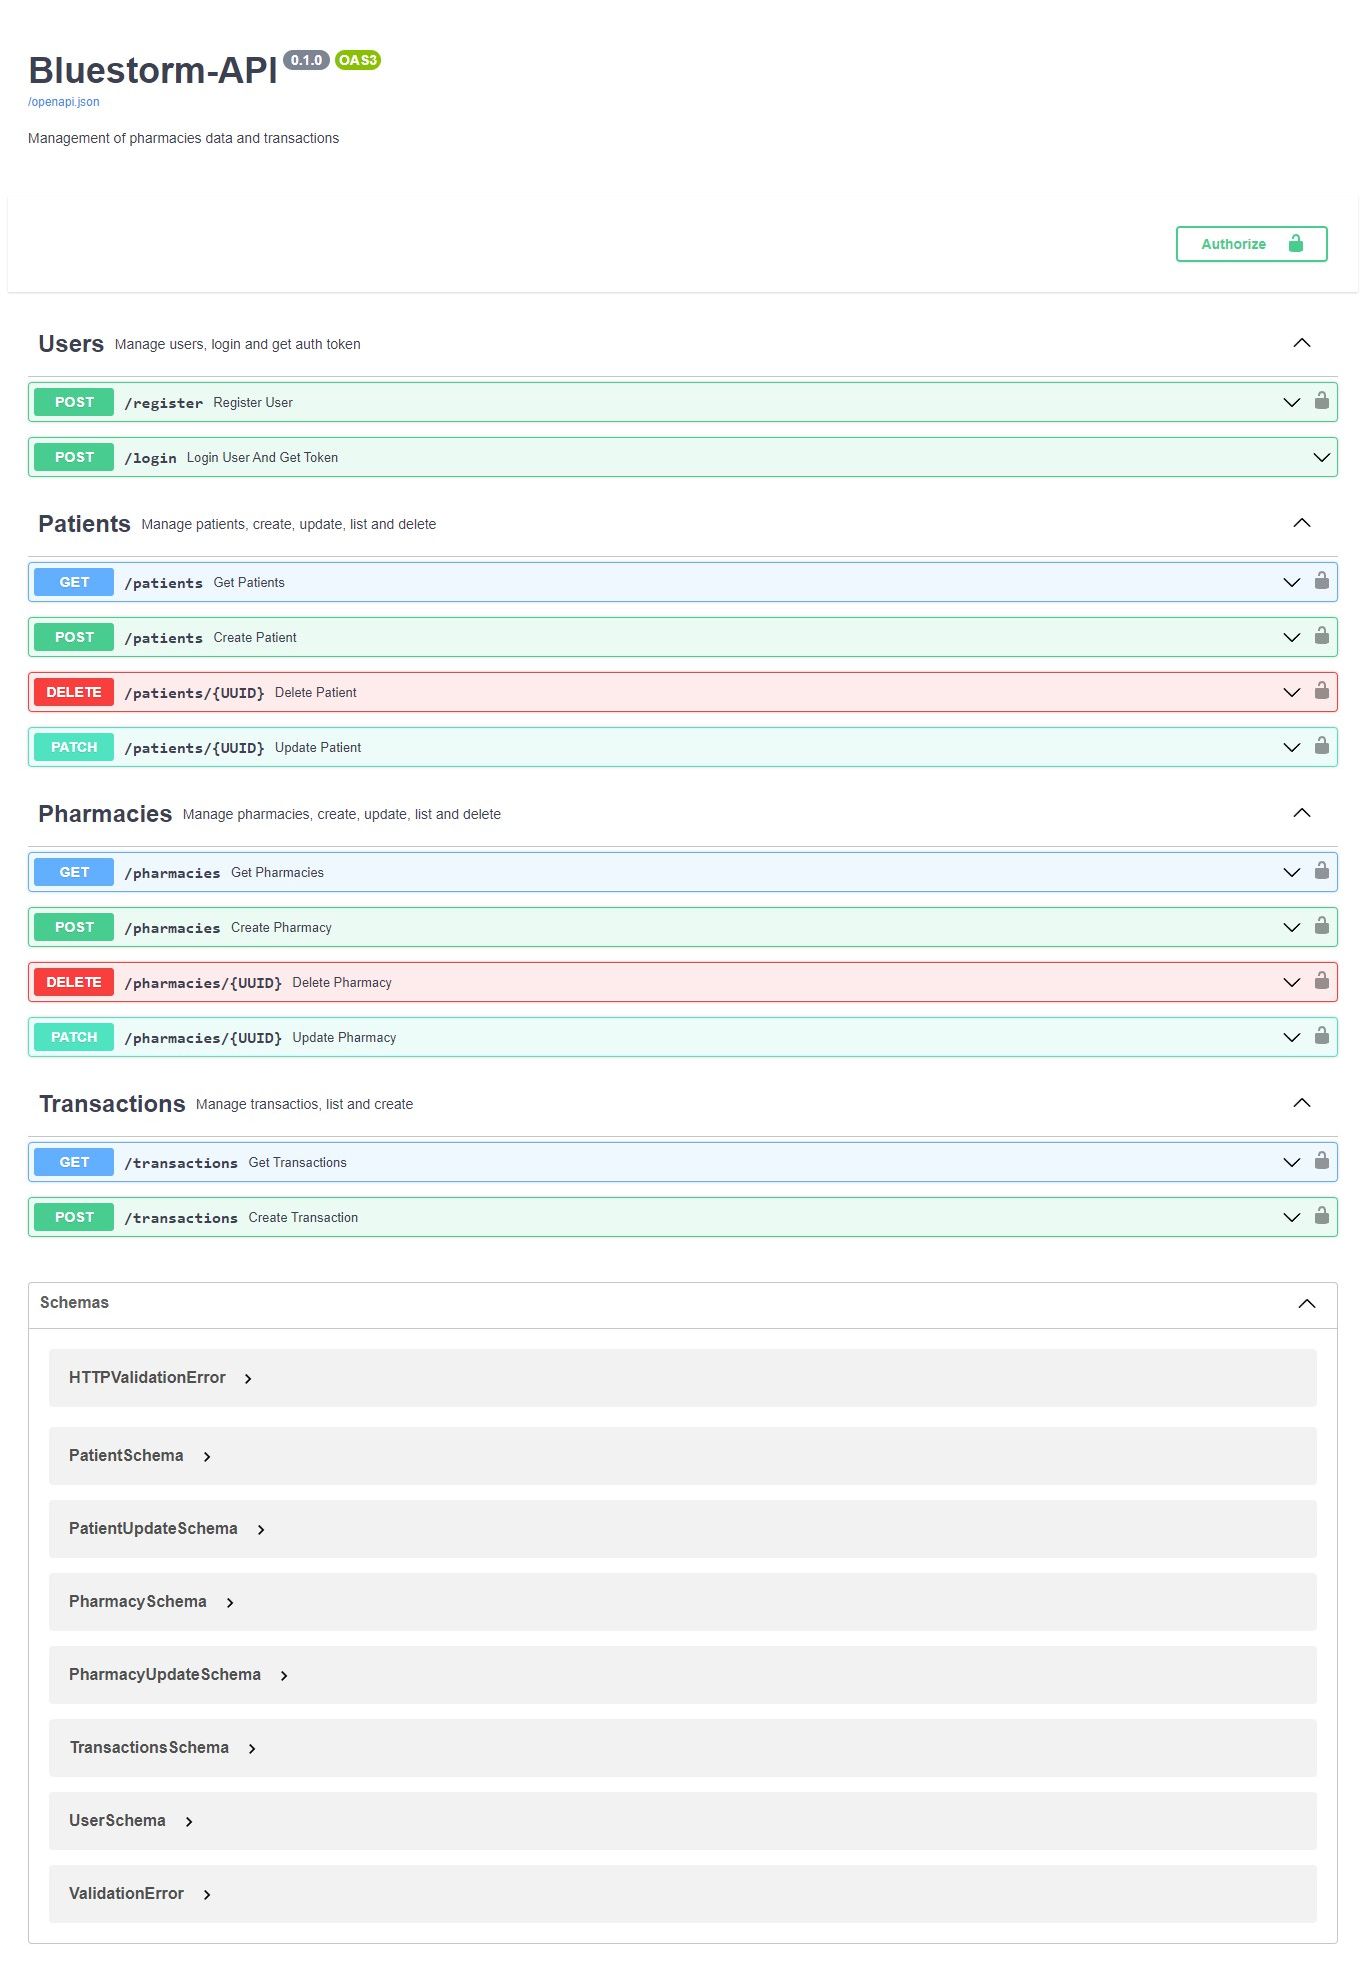 Bluestorm-API 0.1.0 OAS3
/openapi.json
Management of pharmacies data and transactions
Authorize
Users Manage users, login and get auth token
POST /register Register User
POST /login Login User And Get Token
Patients Manage patients, create, update, list and delete
GET /patients Get Patients
POST /patients Create Patient
DELETE /patients/{UUID} Delete Patient
PATCH /patients/{UUID} Update Patient
Pharmacies Manage pharmacies, create, update, list and delete
GET /pharmacies Get Pharmacies
POST /pharmacies Create Pharmacy
DELETE /pharmacies/{UUID} Delete Pharmacy
PATCH /pharmacies/{UUID} Update Pharmacy
Transactions Manage transactios, list and create
GET /transactions Get Transactions
POST /transactions Create Transaction
Schemas
HTTPValidationError
PatientSchema
PatientUpdateSchema
PharmacySchema
PharmacyUpdateSchema
TransactionsSchema
UserSchema
ValidationError